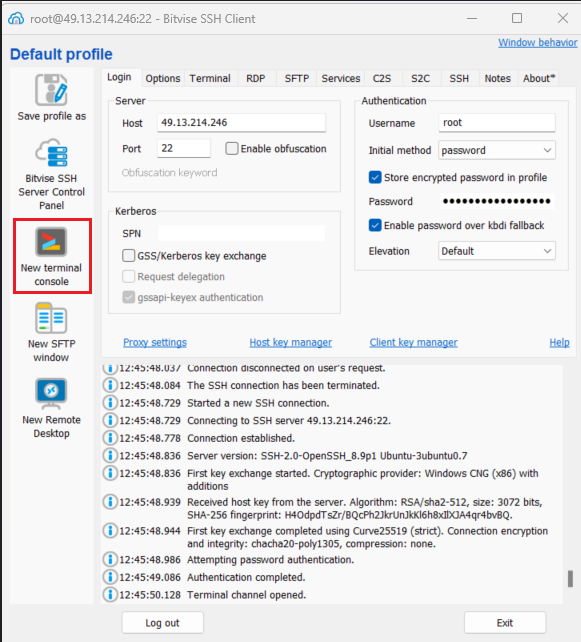 root@49.13.214.246:22 - Bitvise SSH Client
Window behavior
Default profile
Save profile as
Bitvise SSH
Server Control
Panel
New terminal
console
New SFTP
window
New Remote
Desktop
Login Options Terminal RDP SFTP Services C2S S2C SSH Notes About*
Server
Host 49.13.214.246
Port 22 Enable obfuscation
Obfuscation keyword
Kerberos
SPN
GSS/Kerberos key exchange
Request delegation
gssapi-keyex authentication
Authentication
Username root
Initial method password
Store encrypted password in profile
Password
Enable password over kbdi fallback
Elevation Default
Proxy settings Host key manager Client key manager Help
12:45:48.037 Connection disconnected on user's request.
12:45:48.084 The SSH connection has been terminated.
12:45:48.729 Started a new SSH connection.
12:45:48.729 Connecting to SSH server 49.13.214.246:22.
12:45:48.778 Connection established.
12:45:48.836 Server version: SSH-2.0-OpenSSH_8.9p1 Ubuntu-3ubuntu0.7
12:45:48.836 First key exchange started. Cryptographic provider: Windows CNG (x86) with
additions
12:45:48.939 Received host key from the server. Algorithm: RSA/sha2-512, size: 3072 bits,
SHA-256 fingerprint:
12:45:48.944 First key exchange completed using Curve25519 (strict). Connection encryption
and integrity: chacha20-poly1305, compression: none.
12:45:48.986 Attempting password authentication.
12:45:49.086 Authentication completed.
12:45:50.128 Terminal channel opened.
Log out Exit